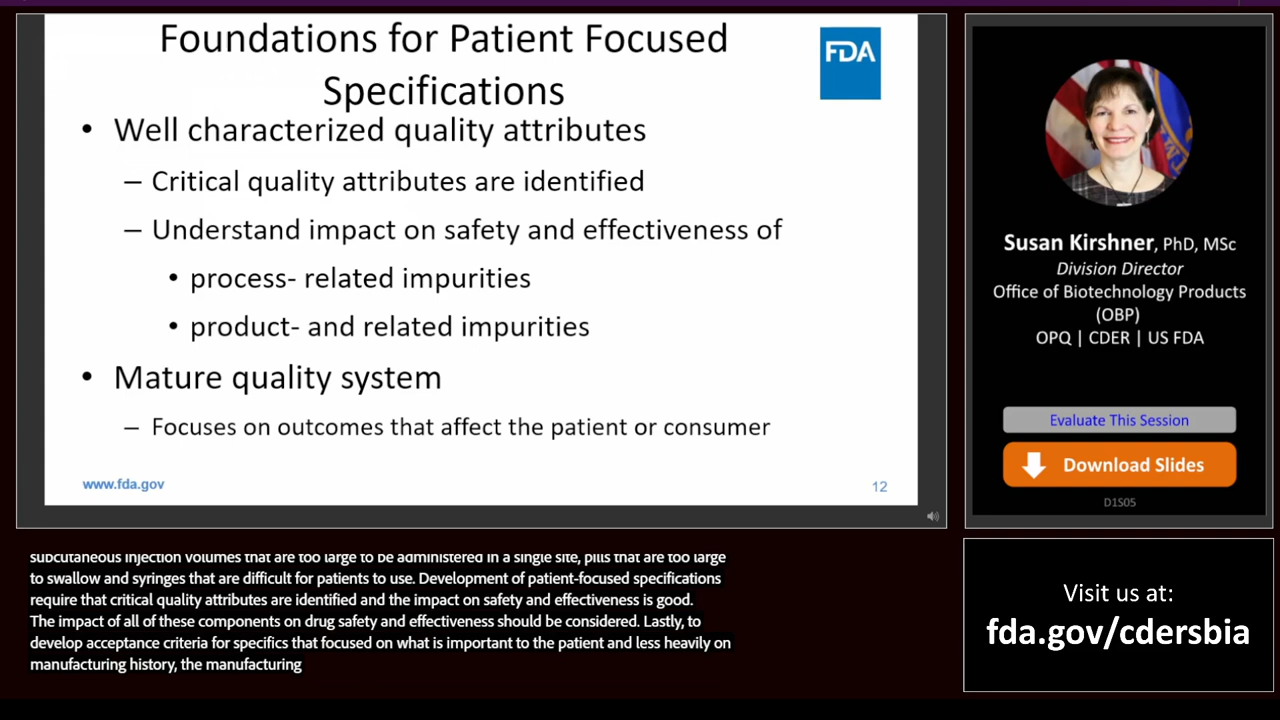 Foundations for Patient Focused
Specifications
FDA
• Well characterized quality attributes
– Critical quality attributes are identified
– Understand impact on safety and effectiveness of
• process- related impurities
• product- and related impurities
• Mature quality system
– Focuses on outcomes that affect the patient or consumer
www.fda.gov
12
Susan Kirshner, PhD, MSc
Division Director
Office of Biotechnology Products
(OBP)
OPQ | CDER | US FDA
Evaluate This Session
Download Slides
D1S05
subcutaneous injection volumes that are too large to be administered in a single site, pills that are too large
to swallow and syringes that are difficult for patients to use. Development of patient-focused specifications
require that critical quality attributes are identified and the impact on safety and effectiveness is good.
The impact of all of these components on drug safety and effectiveness should be considered. Lastly, to
develop acceptance criteria for specifics that focused on what is important to the patient and less heavily on
manufacturing history, the manufacturing
Visit us at:
fda.gov/cdersbia